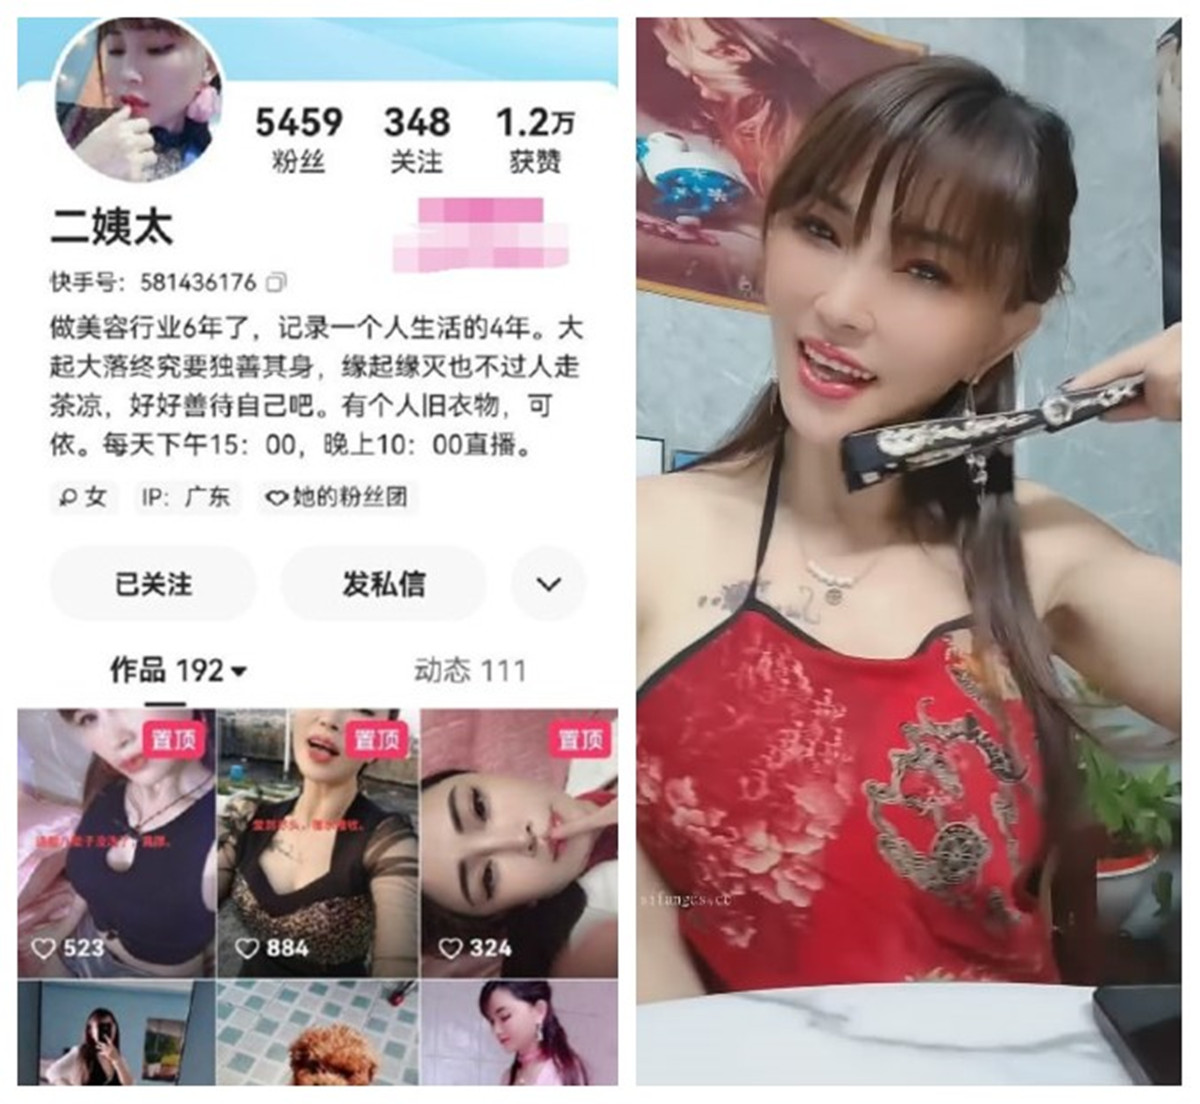 5459 348 1.2万
粉丝 关注 获赞
二姨太
快手号：581436176
做美容行业6年了，记录一个人生活的4年。大
起大落终究要独善其身，缘起缘灭也不过人走
茶凉，好好善待自己吧。有个人旧衣物，可
依。每天下午15：00，晚上10：00直播。
女 IP：广东 她的粉丝团
已关注 发私信
作品 192 动态 111
置顶 置顶 置顶
523 884 324